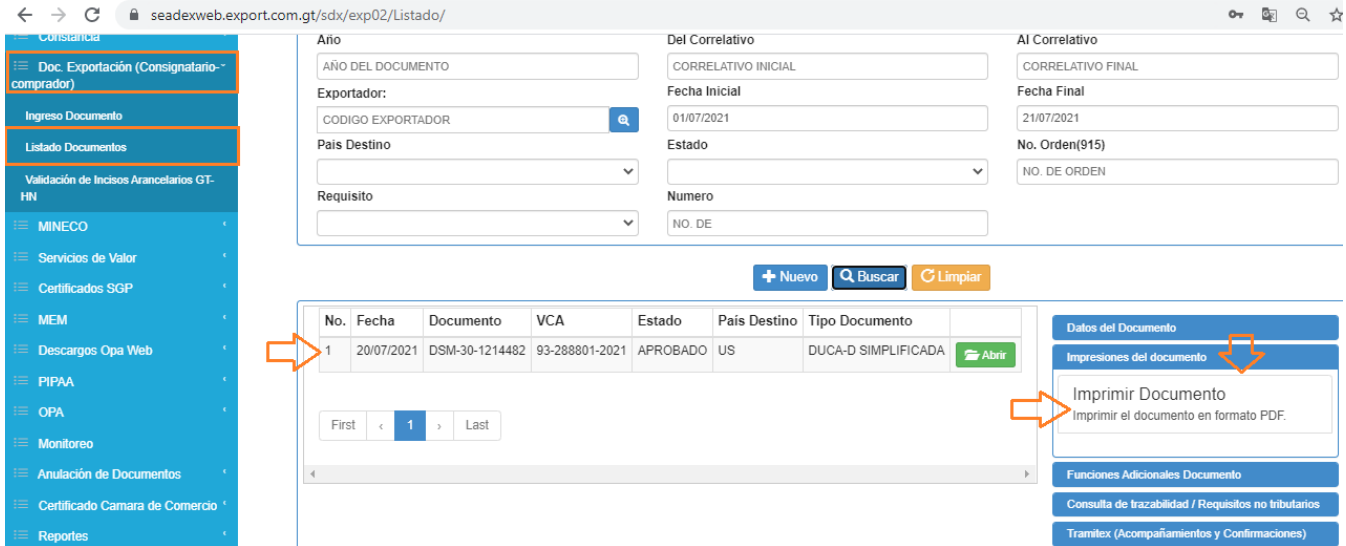 seadexweb.export.com.gt/sdx/exp02/Listado/
Constancia
Doc. Exportación (Consignatario-comprador)
Ingreso Documento
Listado Documentos
Validación de Incisos Arancelarios GT-
HN
MINECO
Servicios de Valor
Certificados SGP
MEM
Descargos Opa Web
PIPAA
OPA
Monitoreo
Anulación de Documentos
Certificado Camara de Comercio
Reportes
Año Del Correlativo Al Correlativo
AÑO DEL DOCUMENTO CORRELATIVO INICIAL CORRELATIVO FINAL
Exportador: Fecha Inicial Fecha Final
CODIGO EXPORTADOR 01/07/2021 21/07/2021
Pais Destino Estado No. Orden(915)
NO. DE ORDEN
Requisito Numero
NO. DE
Nuevo Buscar Limpiar
No. Fecha Documento VCA Estado País Destino Tipo Documento
1 20/07/2021 DSM-30-1214482 93-288801-2021 APROBADO US DUCA-D SIMPLIFICADA Abrir
First ‹ 1 › Last
Datos del Documento
Impresiones del documento
Imprimir Documento
Imprimir el documento en formato PDF.
Funciones Adicionales Documento
Consulta de trazabilidad / Requisitos no tributarios
Tramitex (Acompañamientos y Confirmaciones)